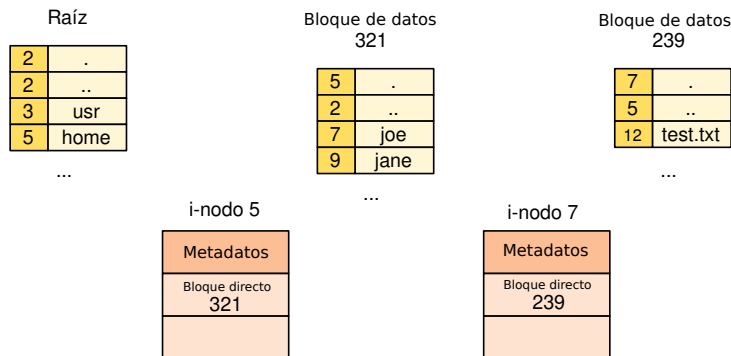 Raíz
2 .
2 ..
3 usr
5 home
...
Bloque de datos
321
5 .
2 ..
7 joe
9 jane
...
Bloque de datos
239
7 .
5 ..
12 test.txt
...
i-nodo 5
Metadatos
Bloque directo
321
i-nodo 7
Metadatos
Bloque directo
239